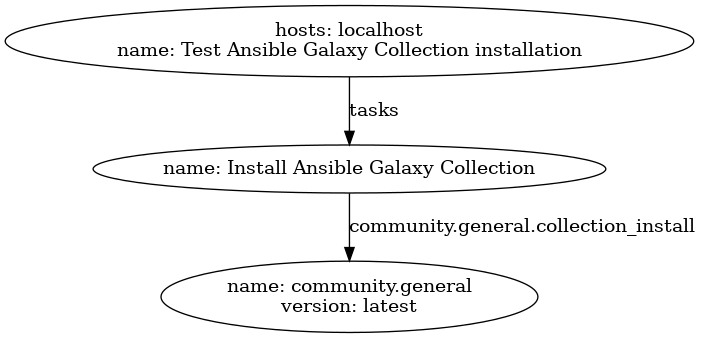 hosts: localhost
name: Test Ansible Galaxy Collection installation
tasks
name: Install Ansible Galaxy Collection
community.general.collection_install
name: community.general
version: latest